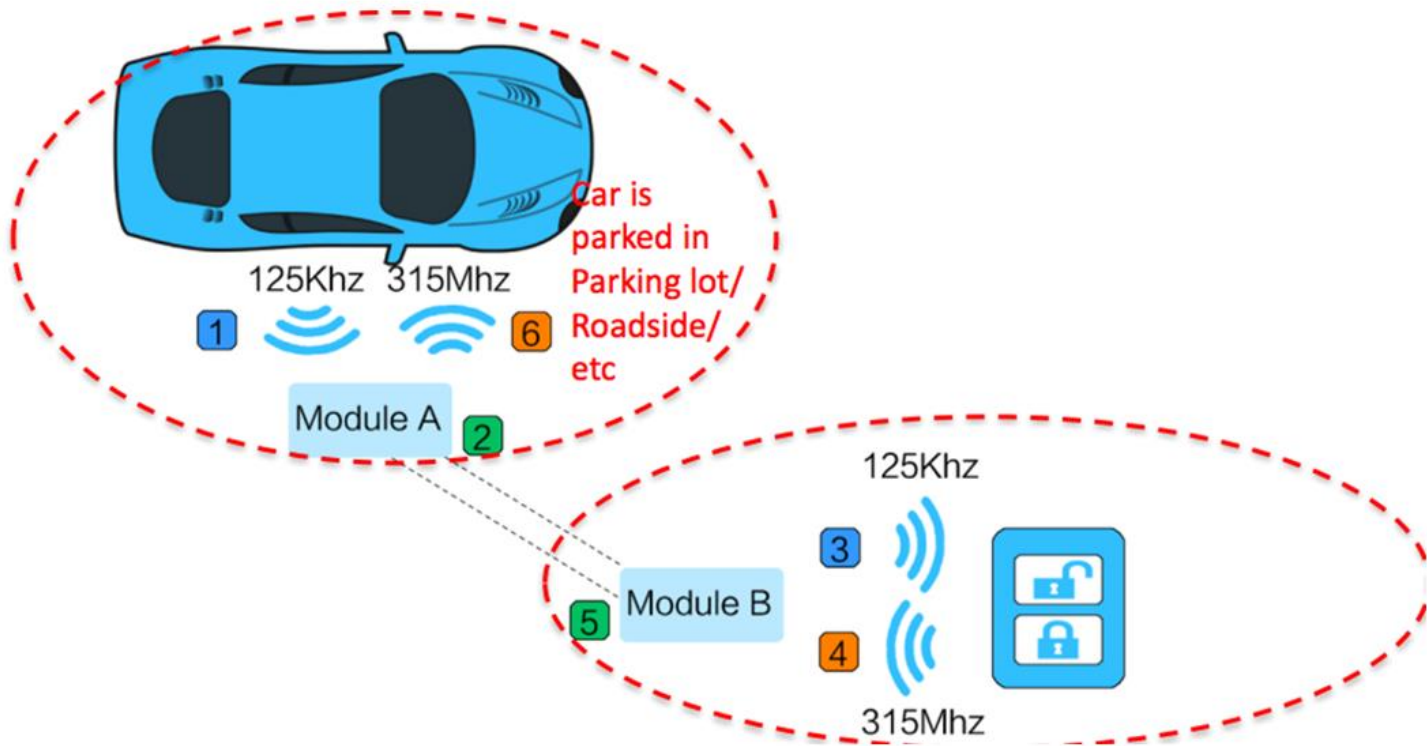 Car is
parked in
Parking lot/
Roadside/
etc
125Khz 315Mhz
1
6
Module A
2
125Khz
3
Module B
5
4
315Mhz